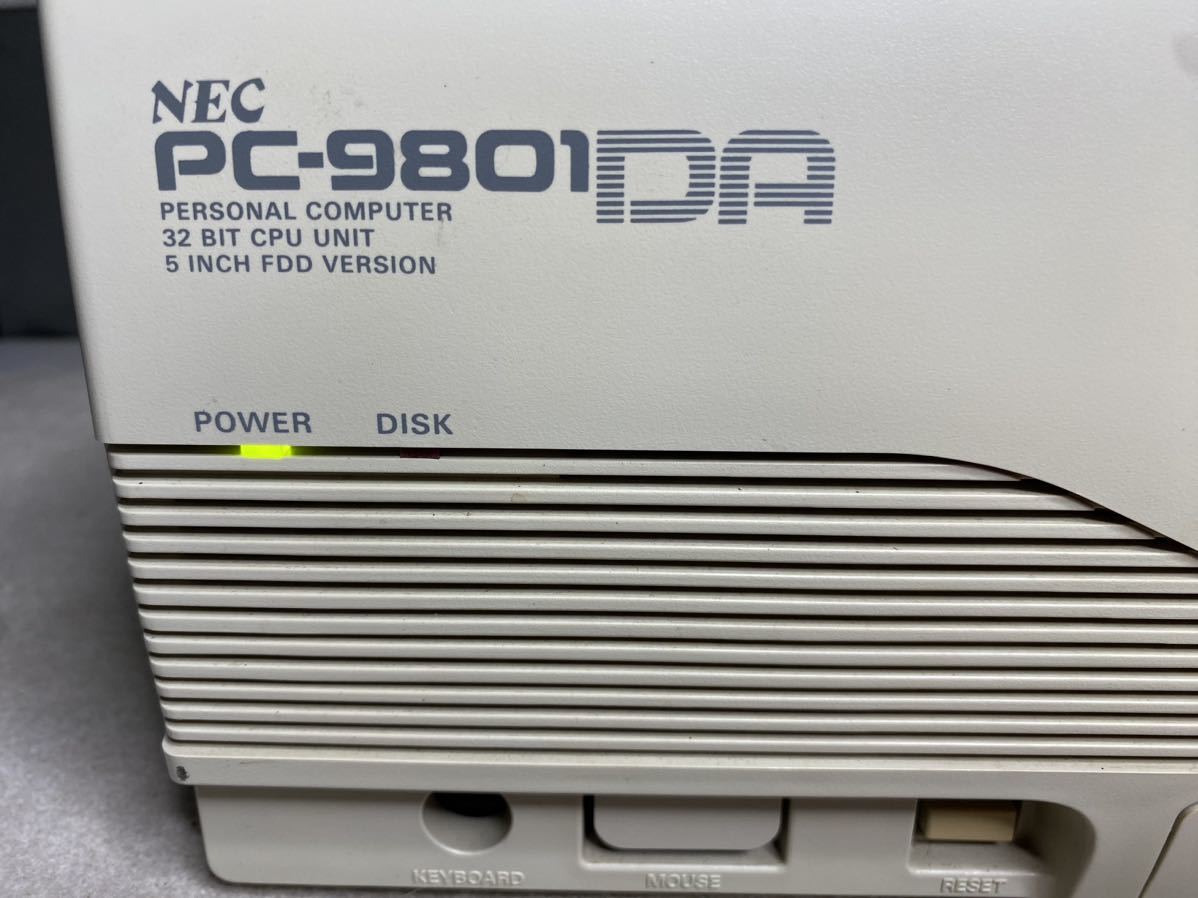 NEC
PC-9801DA
PERSONAL COMPUTER
32 BIT CPU UNIT
5 INCH FDD VERSION
POWER DISK
KEYBOARD MOUSE RESET